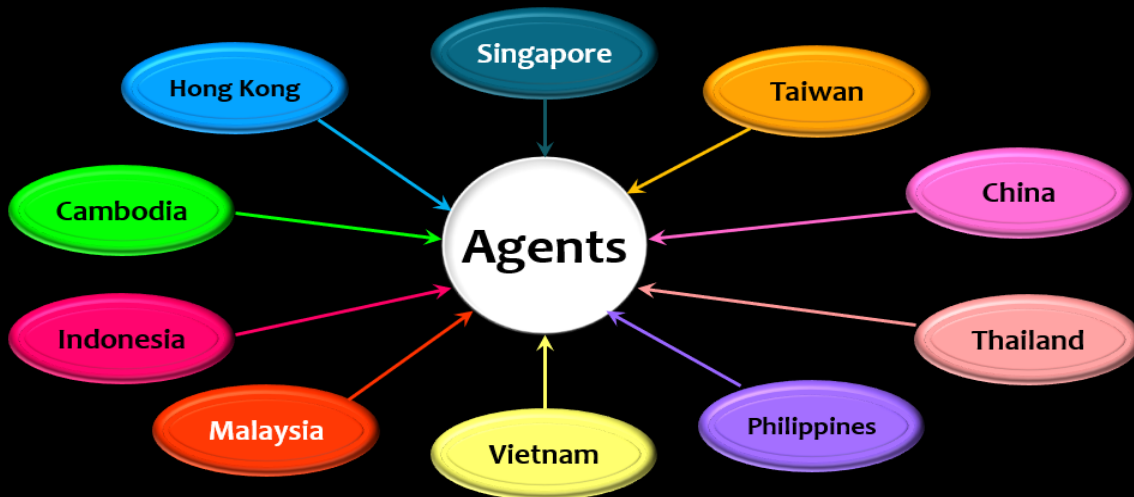 Singapore
Hong Kong
Taiwan
China
Cambodia
Agents
Indonesia
Thailand
Malaysia
Philippines
Vietnam